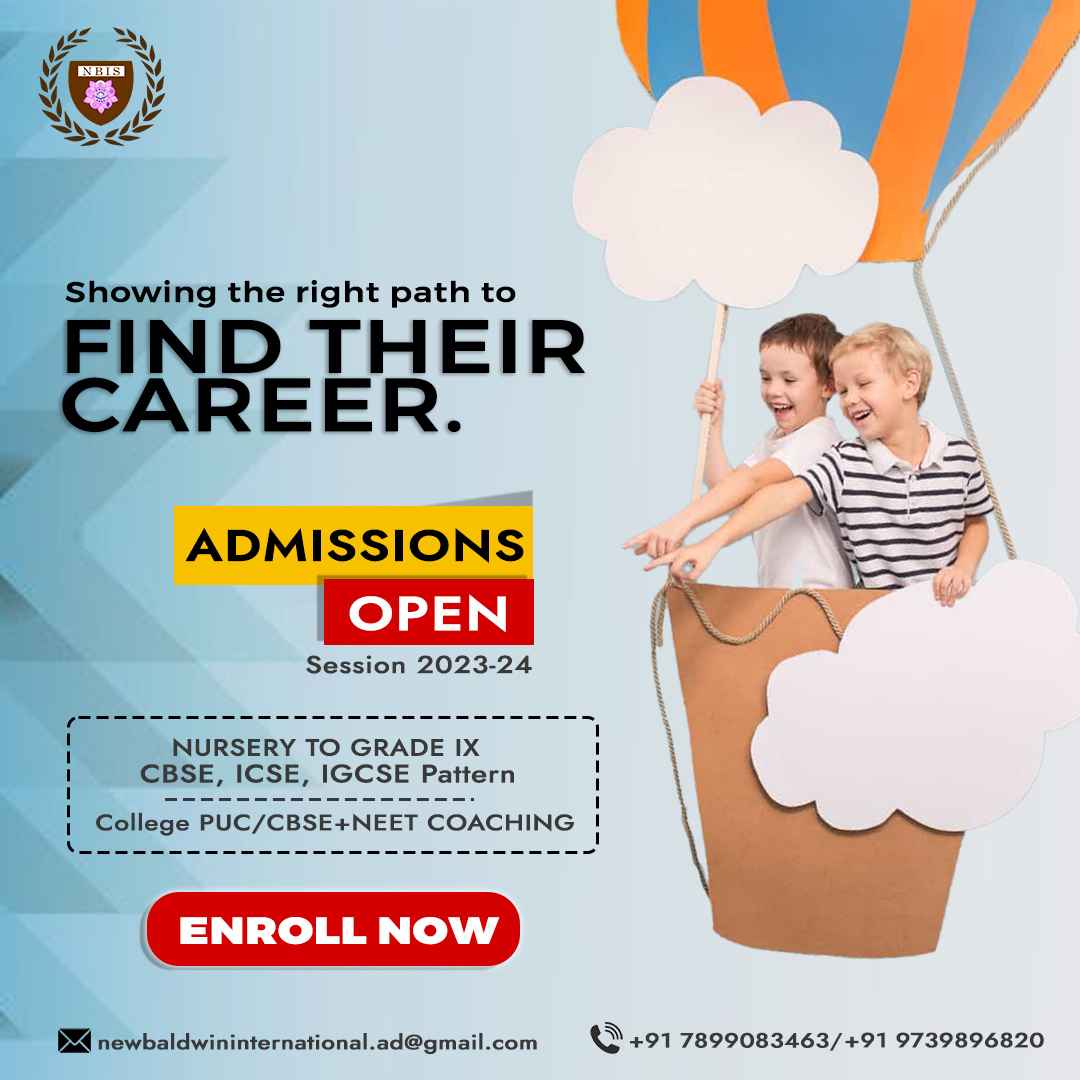 NBIS
Showing the right path to
FIND THEIR
CAREER.
ADMISSIONS
OPEN
Session 2023-24
NURSERY TO GRADE IX
CBSE, ICSE, IGCSE Pattern
College PUC/CBSE+NEET COACHING
ENROLL NOW
newbaldwininternational.ad@gmail.com
+91 7899083463/+91 9739896820